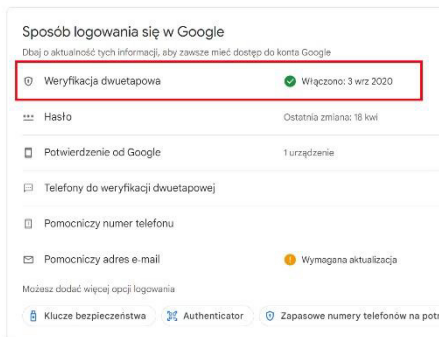 Sposób logowania się w Google
Dbaj o aktualność tych informacji, aby zawsze mieć dostęp do konta Google
Weryfikacja dwuetapowa Włączono: 3 wrz 2020
Hasło Ostatnia zmiana: 18 kwi
Potwierdzenie od Google 1 urządzenie
Telefony do weryfikacji dwuetapowej
Pomocniczy numer telefonu
Pomocniczy adres e-mail Wymagana aktualizacja
Możesz dodać więcej opcji logowania
Klucze bezpieczeństwa Authenticator Zapasowe numery telefonów na